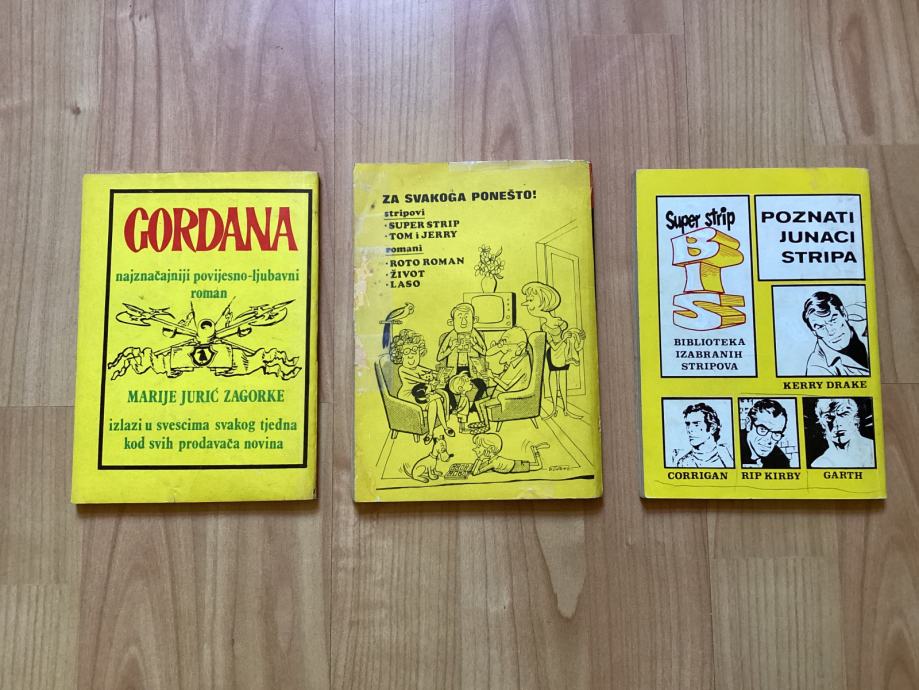 GORDANA
najznačajniji povijesno-ljubavni
roman
MARIJE JURIĆ ZAGORKE
izlazi u svescima svakog tjedna
kod svih prodavača novina
ZA SVAKOGA PONEŠTO!
stripovi
· SUPER STRIP
· TOM i JERRY
romani
· ROTO ROMAN
· ŽIVOT
· LASO
Super strip
BIS
BIBLIOTEKA
IZABRANIH
STRIPOVA
POZNATI
JUNACI
STRIPA
KERRY DRAKE
CORRIGAN
RIP KIRBY
GARTH